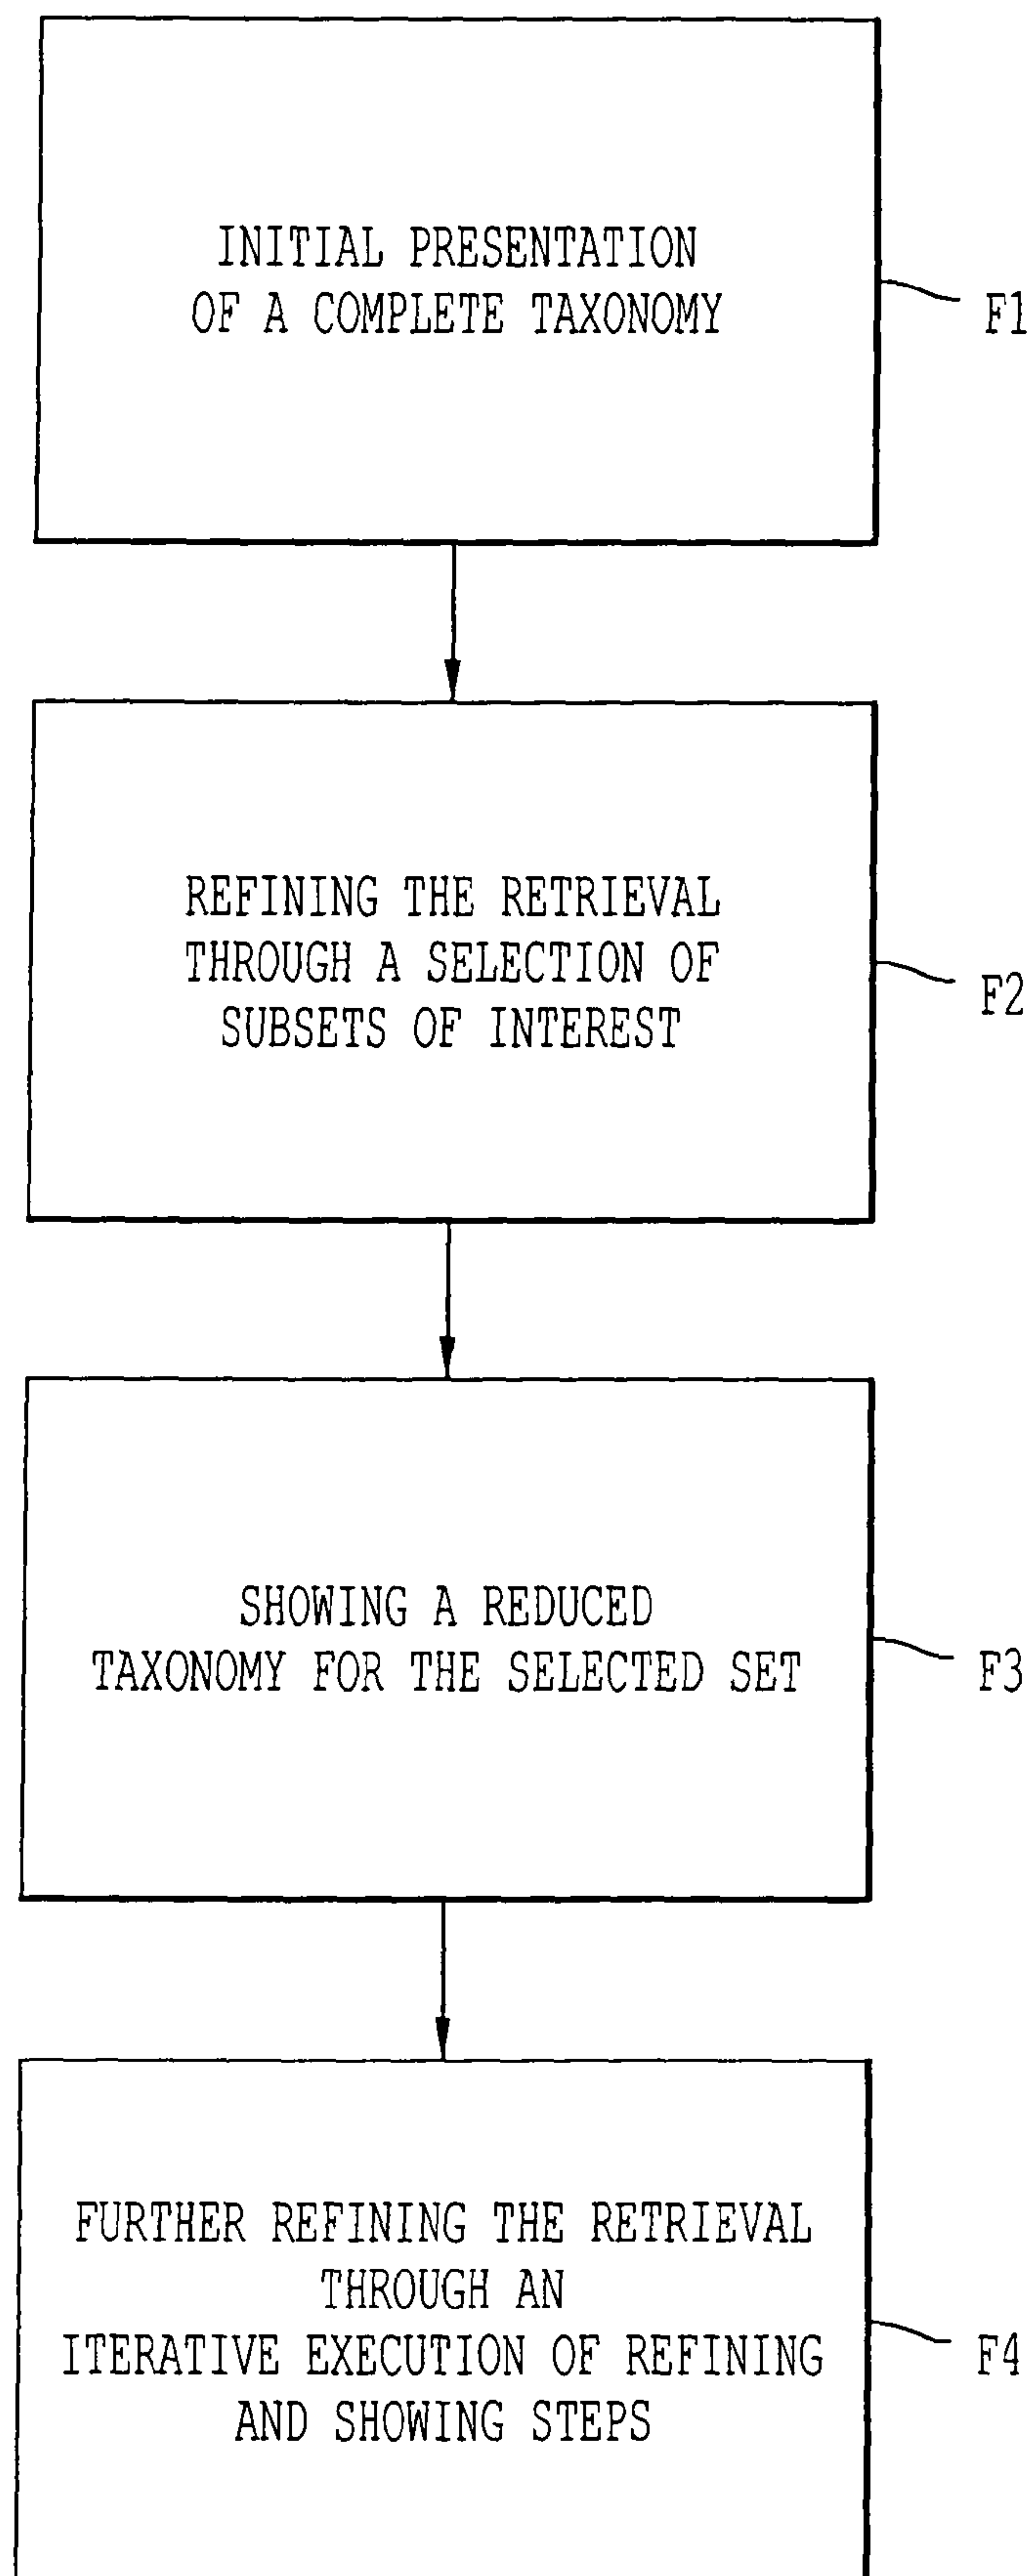 INITIAL PRESENTATION
OF A COMPLETE TAXONOMY
F1
REFINING THE RETRIEVAL
THROUGH A SELECTION OF
SUBSETS OF INTEREST
F2
SHOWING A REDUCED
TAXONOMY FOR THE SELECTED SET
F3
FURTHER REFINING THE RETRIEVAL
THROUGH AN
ITERATIVE EXECUTION OF REFINING
AND SHOWING STEPS
F4